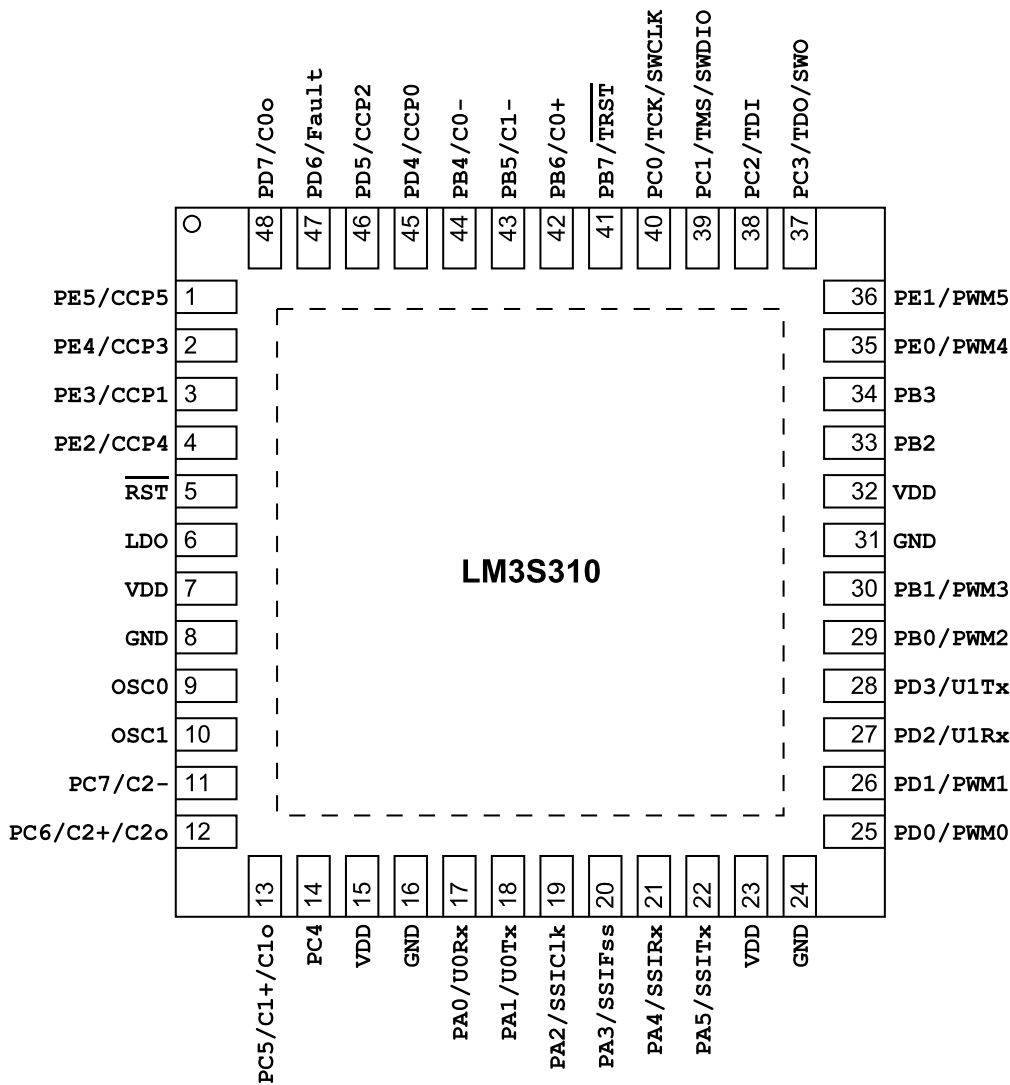 PD7/C0o
PD6/Fault
PD5/CCP2
PD4/CCP0
PB4/C0-
PB5/C1-
PB6/C0+
PB7/TRST
PC0/TCK/SWCLK
PC1/TMS/SWDIO
PC2/TDI
PC3/TDO/SWO
48
47
46
45
44
43
42
41
40
39
38
37
PE5/CCP5 1
PE4/CCP3 2
PE3/CCP1 3
PE2/CCP4 4
RST 5
LDO 6
VDD 7
GND 8
OSC0 9
OSC1 10
PC7/C2- 11
PC6/C2+/C2o 12
LM3S310
36 PE1/PWM5
35 PE0/PWM4
34 PB3
33 PB2
32 VDD
31 GND
30 PB1/PWM3
29 PB0/PWM2
28 PD3/U1Tx
27 PD2/U1Rx
26 PD1/PWM1
25 PD0/PWM0
13
14
15
16
17
18
19
20
21
22
23
24
PC5/C1+/C1o
PC4
VDD
GND
PA0/U0Rx
PA1/U0Tx
PA2/SSIClk
PA3/SSIFss
PA4/SSIRx
PA5/SSITx
VDD
GND